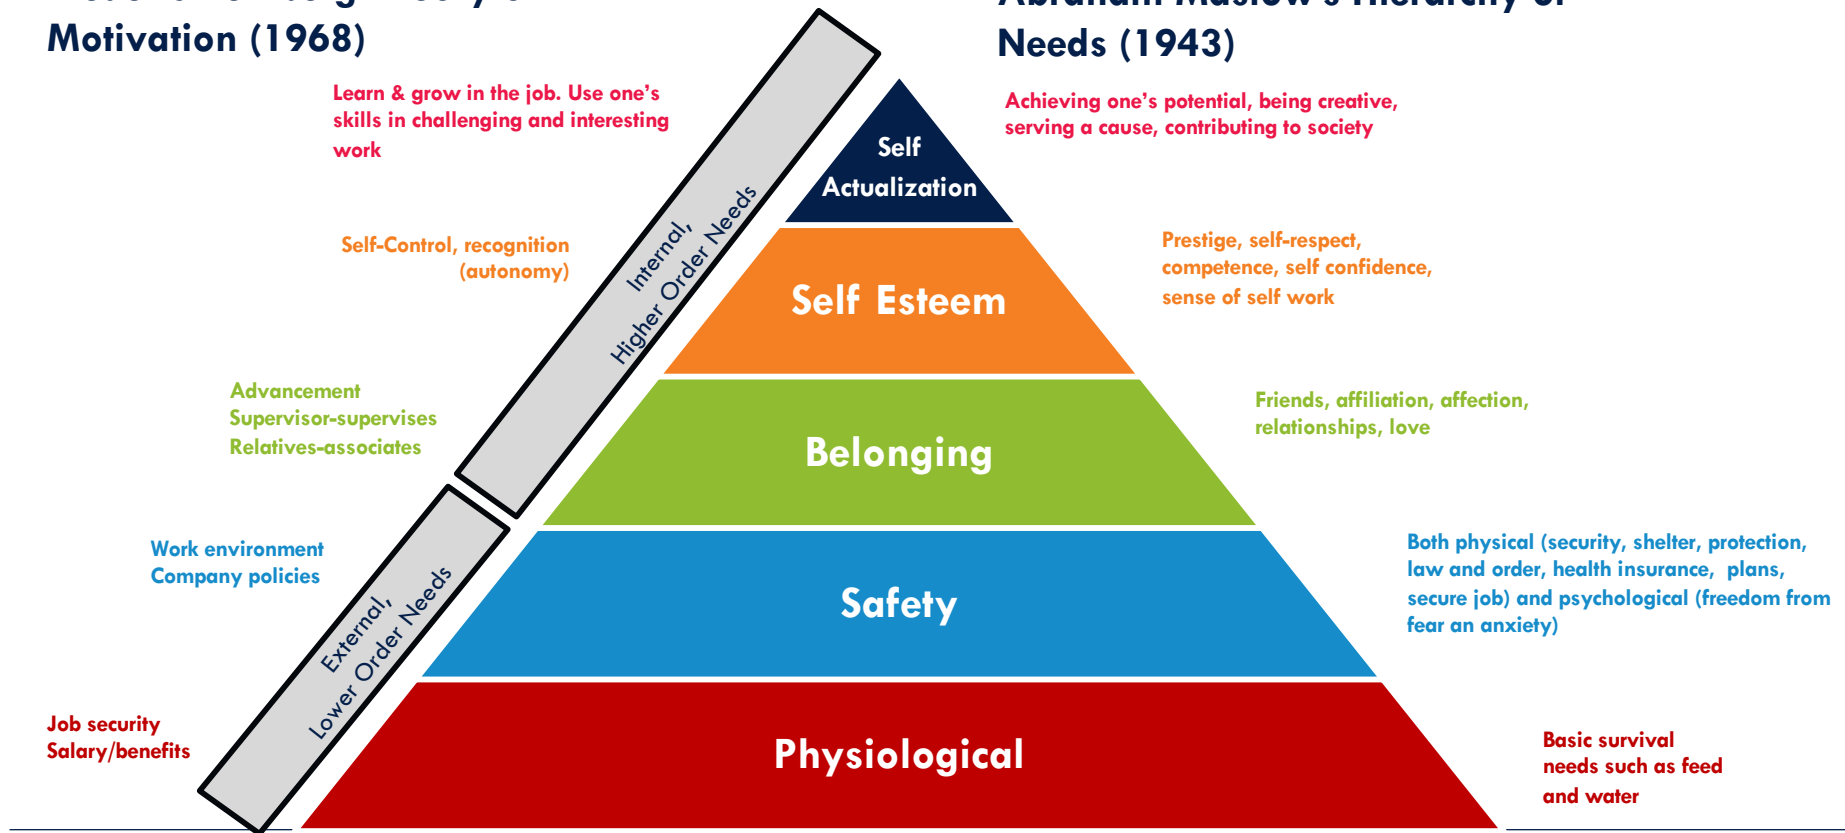 Motivation (1968)
Abraham Maslow's Hierarchy of
Needs (1943)
Learn & grow in the job. Use one's
skills in challenging and interesting
work
Achieving one's potential, being creative,
serving a cause, contributing to society
Self
Actualization
Internal,
Higher Order Needs
Self-Control, recognition
(autonomy)
Self Esteem
Prestige, self-respect,
competence, self confidence,
sense of self work
Advancement
Supervisor-supervises
Relatives-associates
Belonging
Friends, affiliation, affection,
relationships, love
Work environment
Company policies
External,
Lower Order Needs
Safety
Both physical (security, shelter, protection,
law and order, health insurance, plans,
secure job) and psychological (freedom from
fear an anxiety)
Job security
Salary/benefits
Physiological
Basic survival
needs such as feed
and water